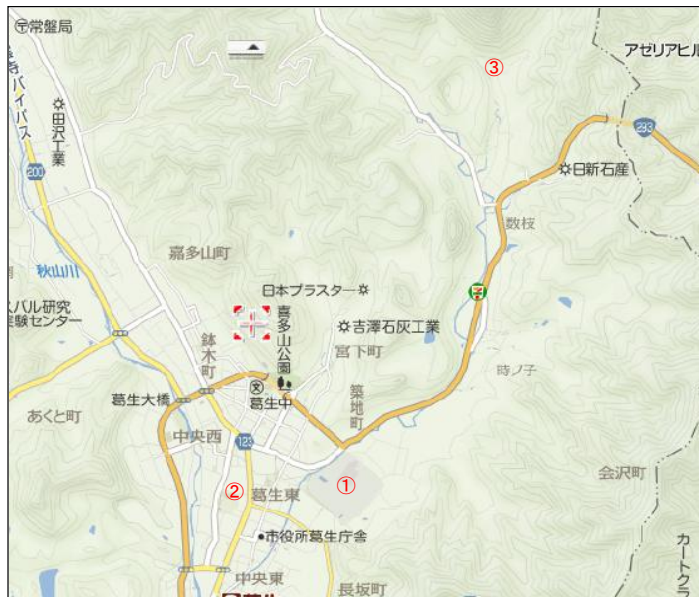 〒常盤局
アゼリアヒル
③
寺バイパス
田沢工業
200
293
日新石産
数枝
嘉多山町
秋山川
スバル研究
実験センター
日本プラスター
喜多山公園
吉澤石灰工業
鉢木町
宮下町
時ノ子
葛生大橋
文
葛生中
築地町
あくと町
中央西
123
会沢町
②
葛生東
①
市役所葛生庁舎
カートクラ
中央東
長坂町